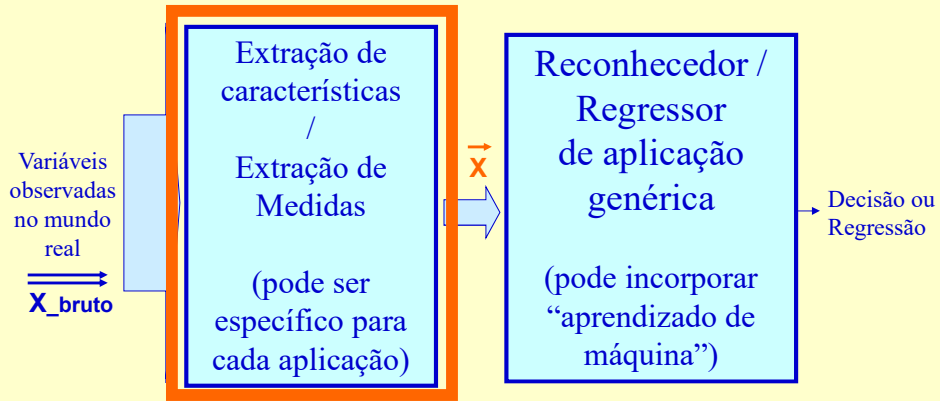 Variáveis
observadas
no mundo
real
X_bruto
Extração de
características
/
Extração de
Medidas
(pode ser
específico para
cada aplicação)
X
Reconhecedor /
Regressor
de aplicação
genérica
(pode incorporar
“aprendizado de
máquina”)
Decisão ou
Regressão